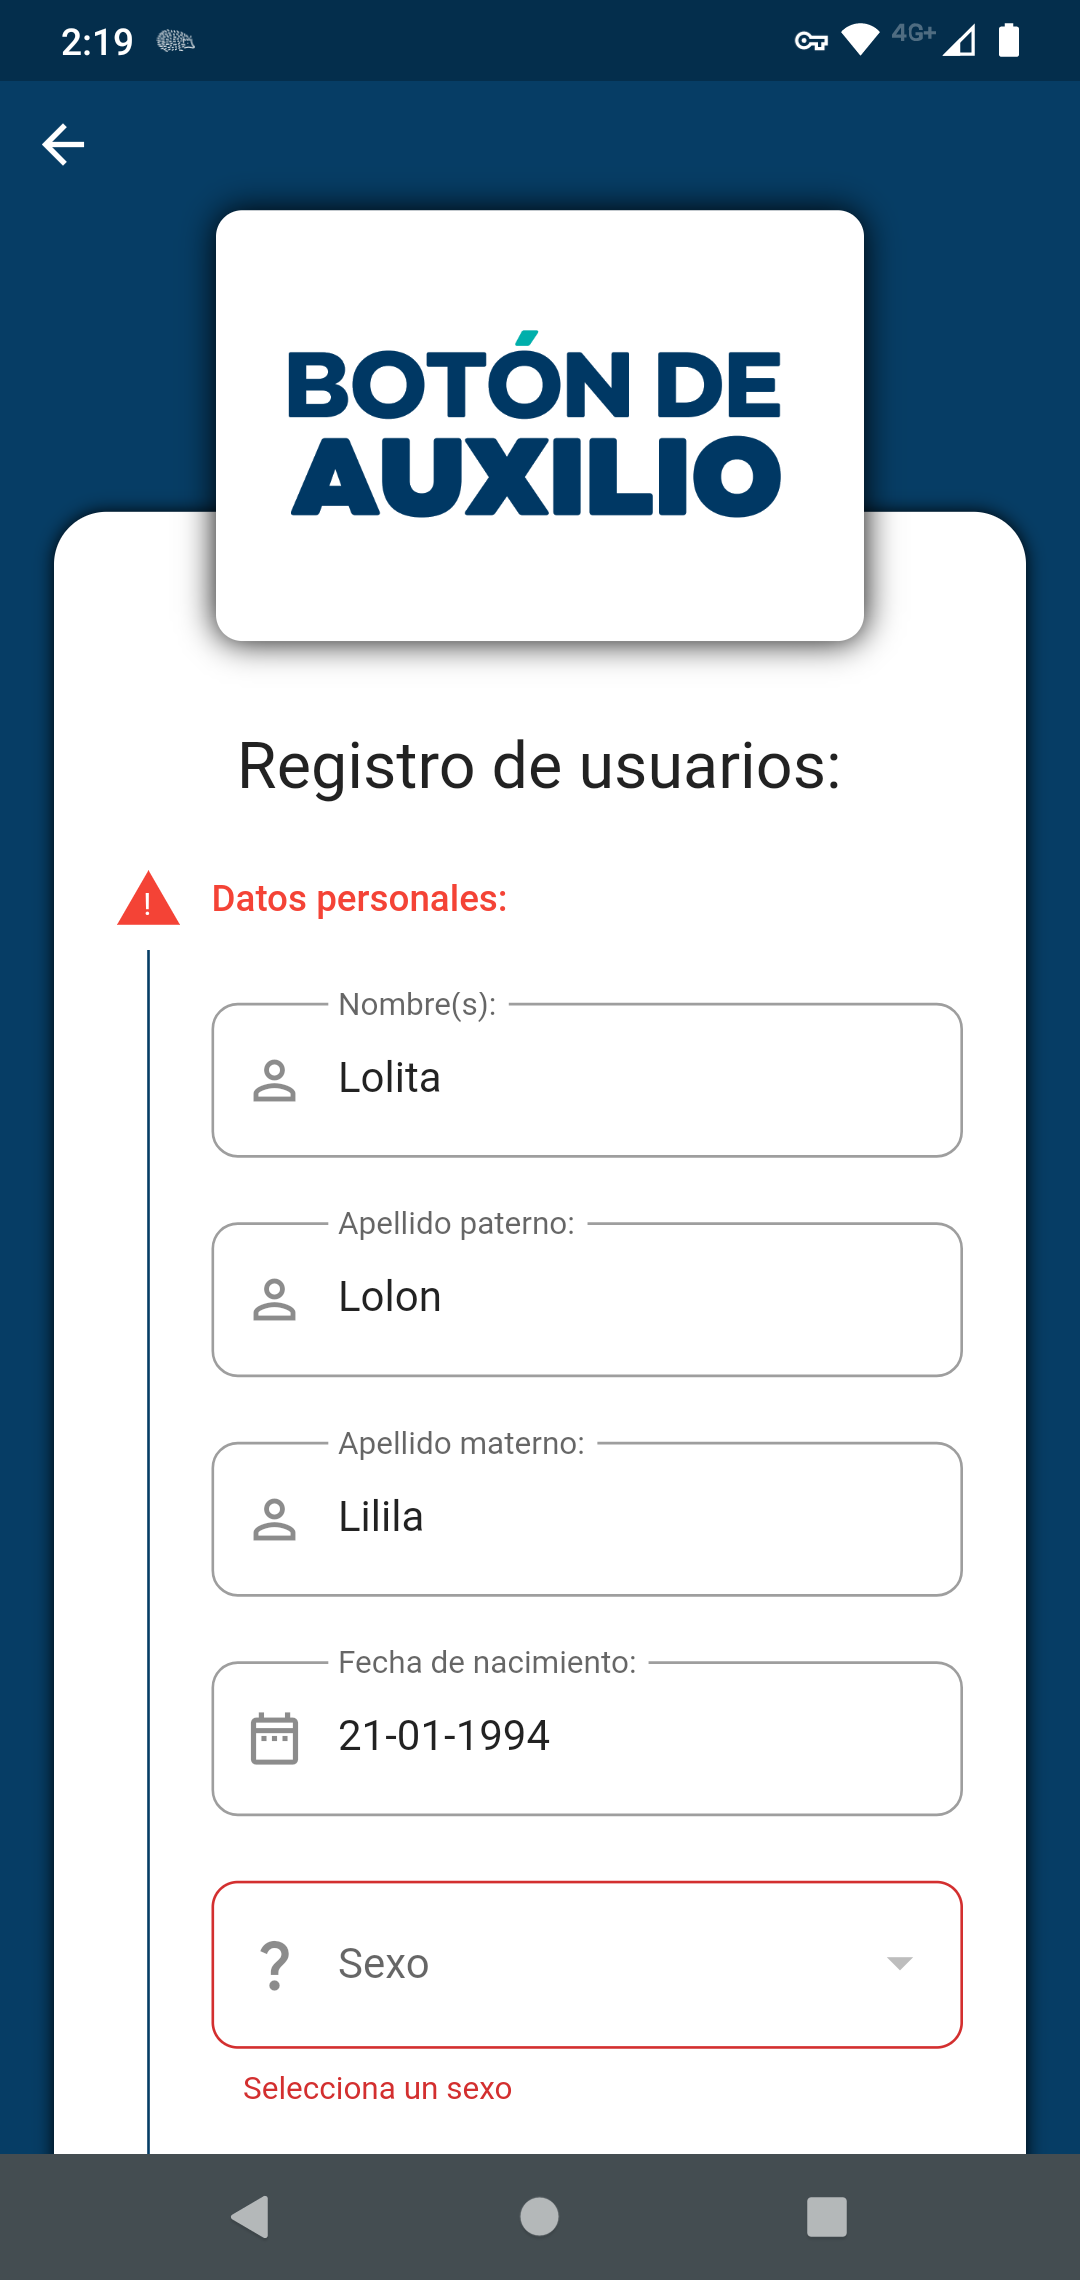 2:19
4G+
BOTÓN DE
AUXILIO
Registro de usuarios:
Datos personales:
Nombre(s):
Lolita
Apellido paterno:
Lolon
Apellido materno:
Lilila
Fecha de nacimiento:
21-01-1994
Sexo
Selecciona un sexo